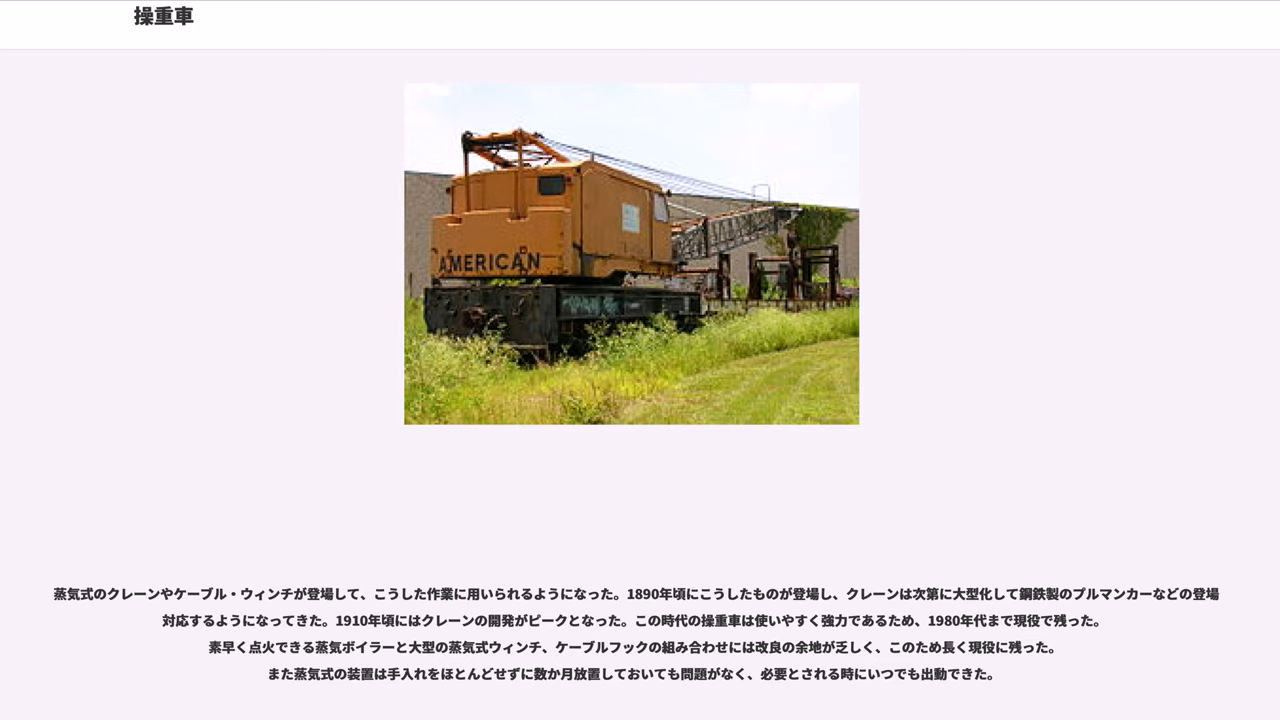 操重車
AMERICAN
蒸気式のクレーンやケーブル・ウィンチが登場して、こうした作業に用いられるようになった。1890年頃にこうしたものが登場し、クレーンは次第に大型化して鋼鉄製のプルマンカーなどの登場
対応するようになってきた。1910年頃にはクレーンの開発がピークとなった。この時代の操重車は使いやすく強力であるため、1980年代まで現役で残った。
素早く点火できる蒸気ボイラーと大型の蒸気式ウィンチ、ケーブルフックの組み合わせには改良の余地が乏しく、このため長く現役に残った。
また蒸気式の装置は手入れをほとんどせずに数か月放置しておいても問題がなく、必要とされる時にいつでも出動できた。